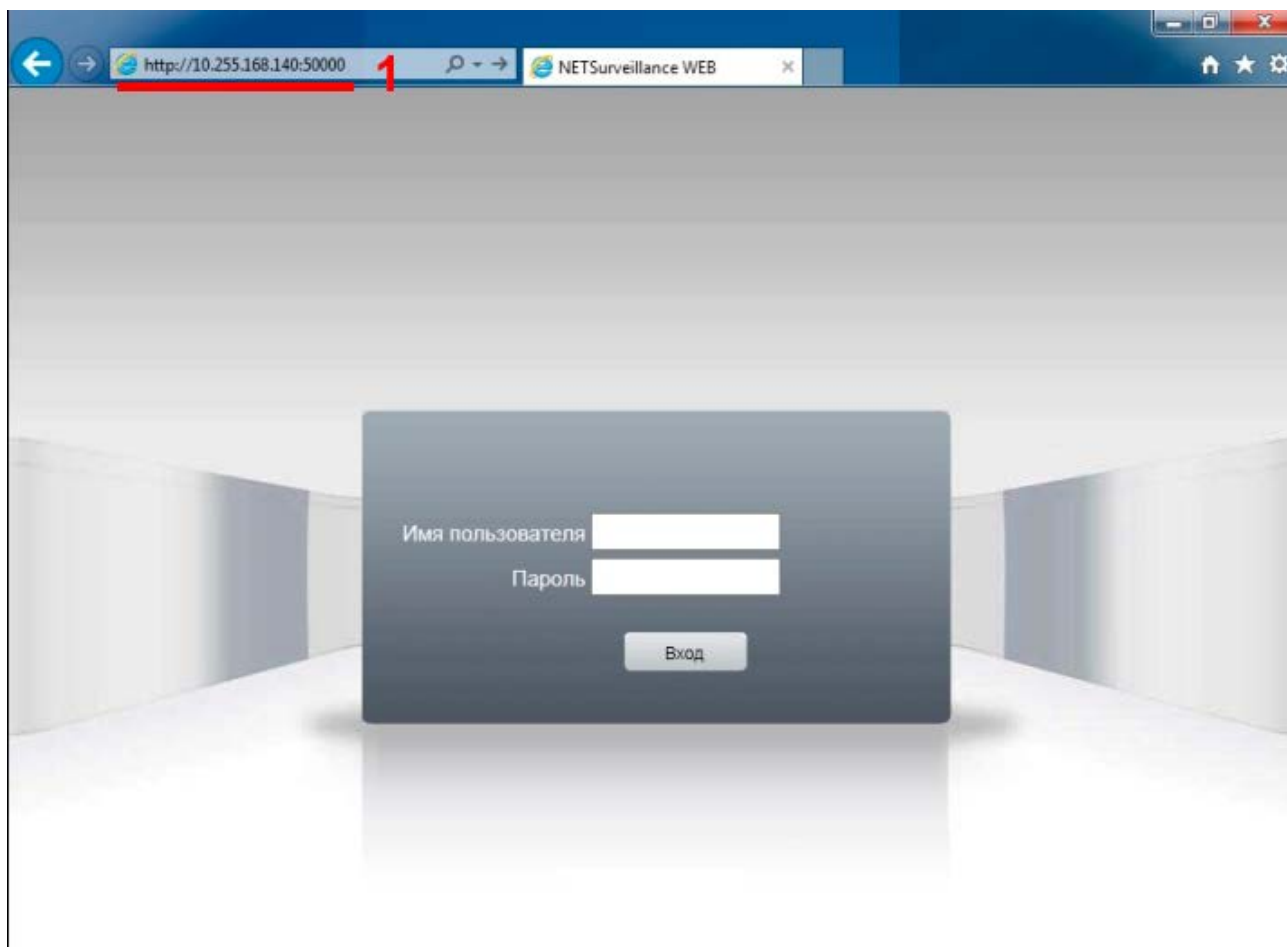 http://10.255.168.140:50000
1
NETSurveillance WEB
Имя пользователя
Пароль
Вход